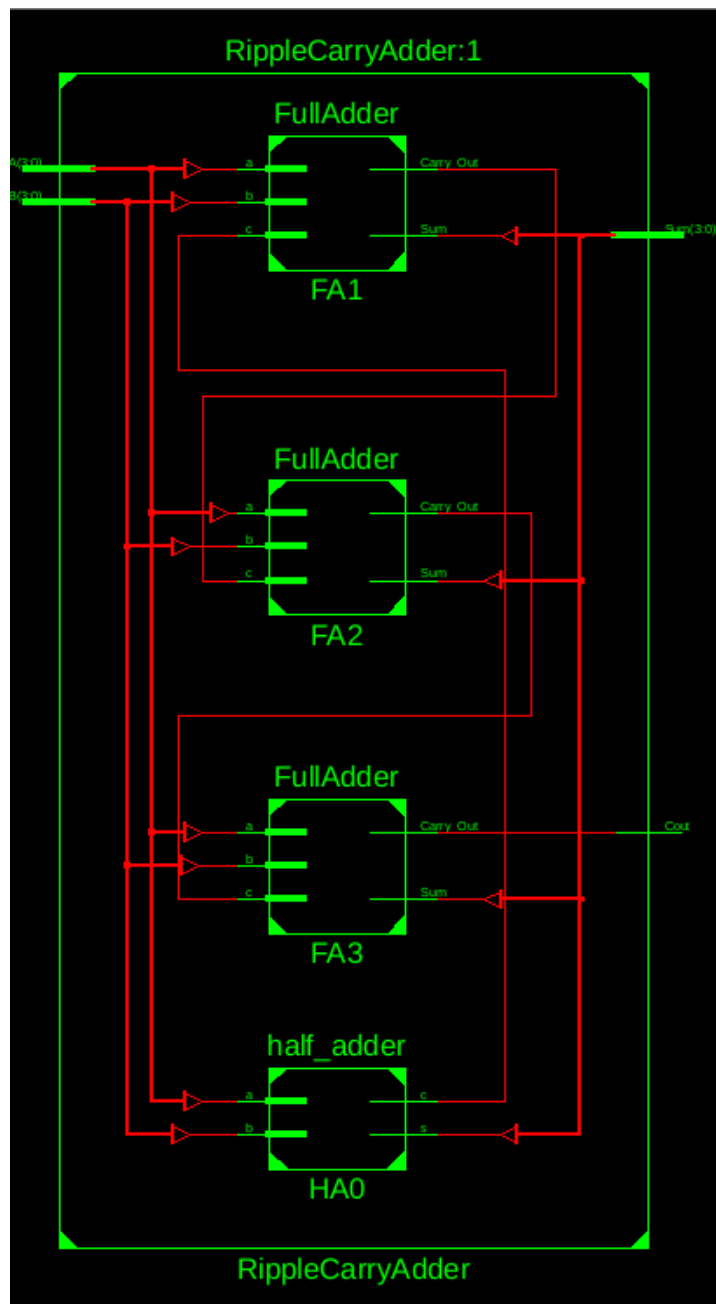 RippleCarryAdder:1
FullAdder
A(3:0)
a
Carry Out
B(3:0)
b
c
Sum
Sum(3:0)
FA1
FullAdder
a
Carry Out
b
c
Sum
FA2
FullAdder
a
Carry Out
Cout
b
c
Sum
FA3
half_adder
a
c
b
s
HA0
RippleCarryAdder